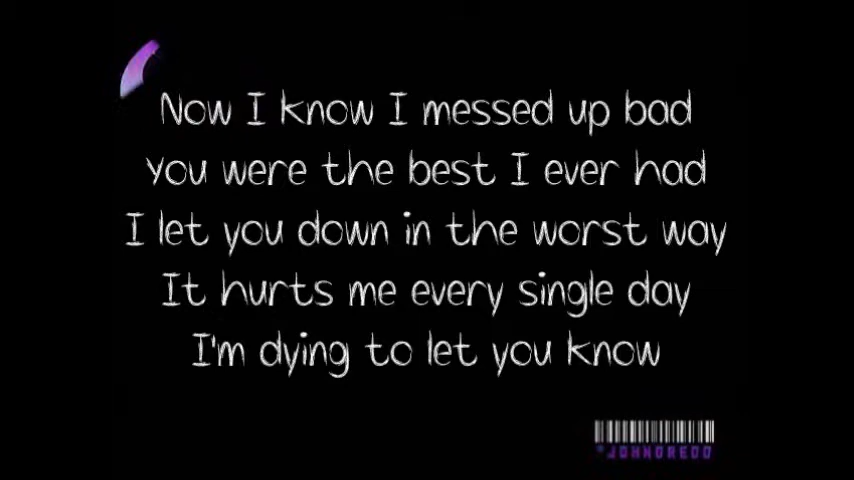 Now I know I messed up bad
You were the best I ever had
I let you down in the worst way
It hurts me every single day
I'm dying to let you know
*JOHNOREDO